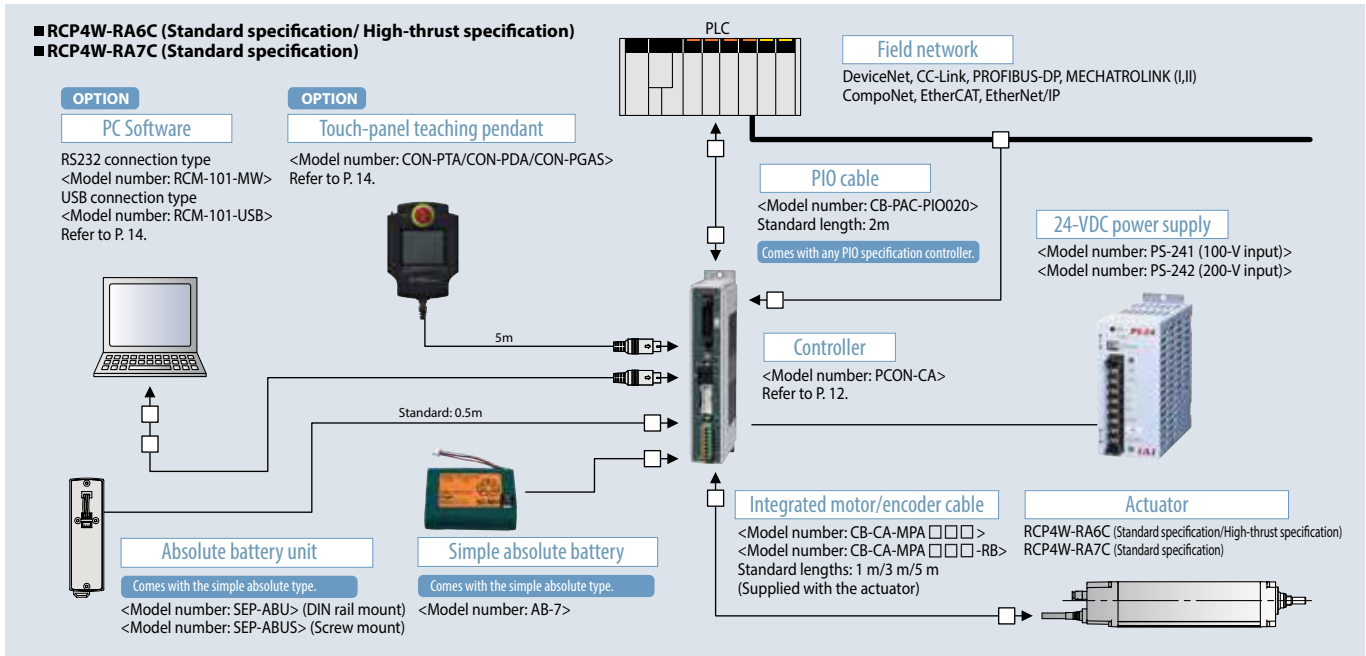 ■RCP4W-RA6C (Standard specification/ High-thrust specification)
■RCP4W-RA7C (Standard specification)
PLC
Field network
DeviceNet, CC-Link, PROFIBUS-DP, MECHATROLINK (I,II)
CompoNet, EtherCAT, EtherNet/IP
OPTION
PC Software
RS232 connection type
<Model number: RCM-101-MW>
USB connection type
<Model number: RCM-101-USB>
Refer to P. 14.
OPTION
Touch-panel teaching pendant
<Model number: CON-PTA/CON-PDA/CON-PGAS>
Refer to P. 14.
PIO cable
<Model number: CB-PAC-PIO020>
Standard length: 2m
Comes with any PIO specification controller.
24-VDC power supply
<Model number: PS-241 (100-V input)>
<Model number: PS-242 (200-V input)>
PS-24
5m
Controller
<Model number: PCON-CA>
Refer to P. 12.
Standard: 0.5m
Absolute battery unit
Comes with the simple absolute type.
<Model number: SEP-ABU> (DIN rail mount)
<Model number: SEP-ABUS> (Screw mount)
Simple absolute battery
Comes with the simple absolute type.
<Model number: AB-7>
Integrated motor/encoder cable
<Model number: CB-CA-MPA □□□>
<Model number: CB-CA-MPA □□□-RB>
Standard lengths: 1 m/3 m/5 m
(Supplied with the actuator)
Actuator
RCP4W-RA6C (Standard specification/High-thrust specification)
RCP4W-RA7C (Standard specification)